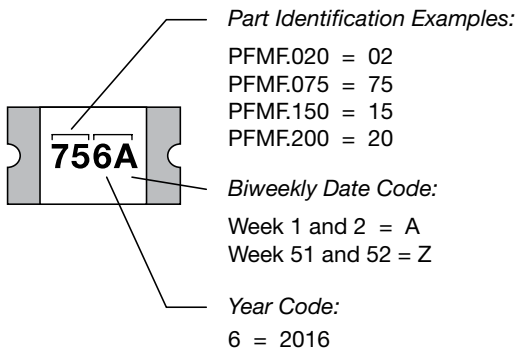 Part Identification Examples:
PFMF.020 = 02
PFMF.075 = 75
PFMF.150 = 15
PFMF.200 = 20
756A
Biweekly Date Code:
Week 1 and 2 = A
Week 51 and 52 = Z
Year Code:
6 = 2016